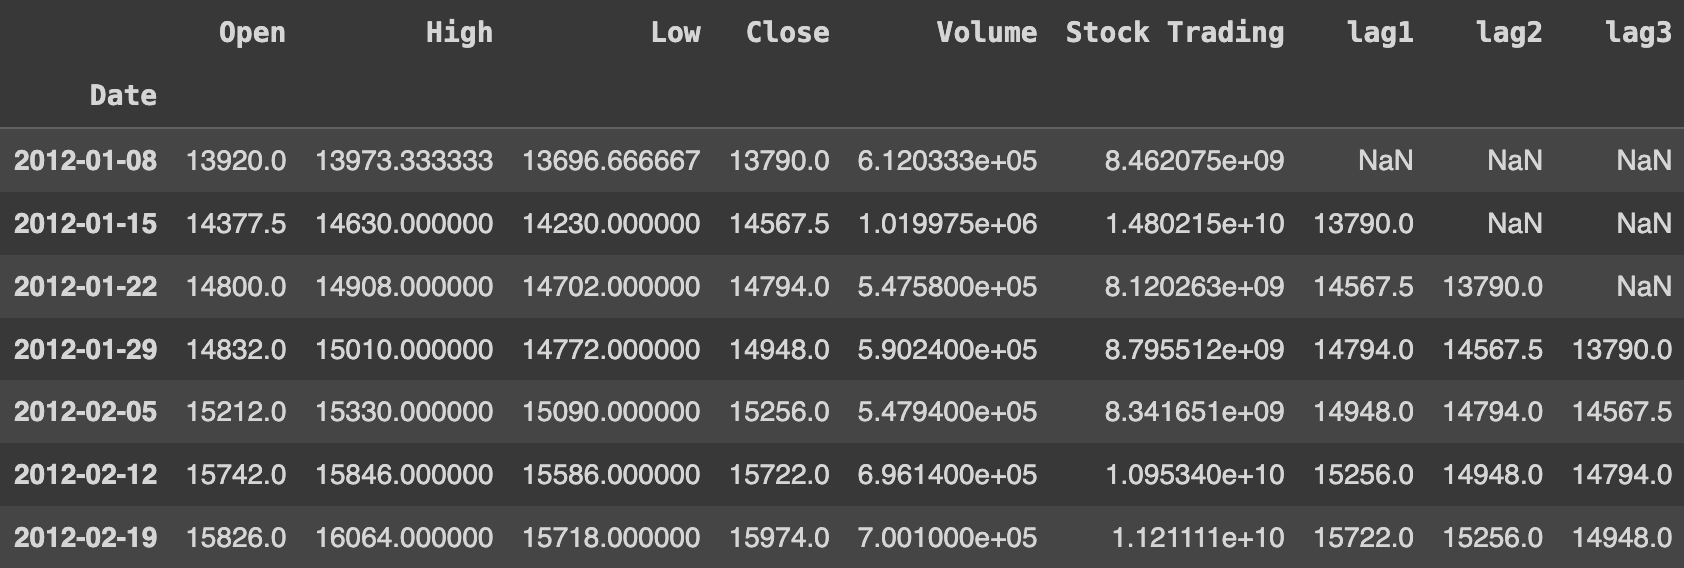 Open High Low Close Volume Stock Trading lag1 lag2 lag3
Date
2012-01-08 13920.0 13973.333333 13696.666667 13790.0 6.120333e+05 8.462075e+09 NaN NaN NaN
2012-01-15 14377.5 14630.000000 14230.000000 14567.5 1.019975e+06 1.480215e+10 13790.0 NaN NaN
2012-01-22 14800.0 14908.000000 14702.000000 14794.0 5.475800e+05 8.120263e+09 14567.5 13790.0 NaN
2012-01-29 14832.0 15010.000000 14772.000000 14948.0 5.902400e+05 8.795512e+09 14794.0 14567.5 13790.0
2012-02-05 15212.0 15330.000000 15090.000000 15256.0 5.479400e+05 8.341651e+09 14948.0 14794.0 14567.5
2012-02-12 15742.0 15846.000000 15586.000000 15722.0 6.961400e+05 1.095340e+10 15256.0 14948.0 14794.0
2012-02-19 15826.0 16064.000000 15718.000000 15974.0 7.001000e+05 1.121111e+10 15722.0 15256.0 14948.0